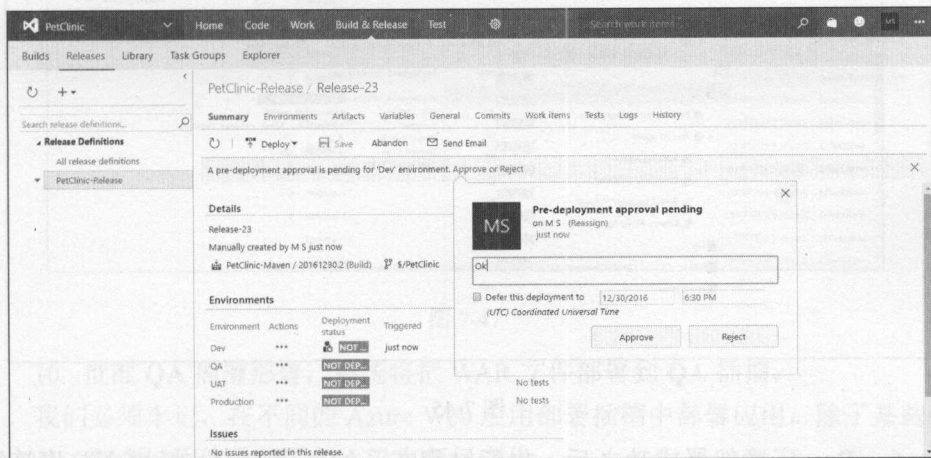 PetClinic Home Code Work Build & Release Test Search work items MS
Builds Releases Library Task Groups Explorer
PetClinic-Release / Release-23
Summary Environments Artifacts Variables General Commits Work items Tests Logs History
Search release definitions...
Deploy Save Abandon Send Email
Release Definitions
All release definitions
PetClinic-Release
A pre-deployment approval is pending for 'Dev' environment. Approve or Reject
Details
Release-23
Manually created by M S just now
PetClinic-Maven / 20161230.2 (Build) $/PetClinic
MS
Pre-deployment approval pending
on M S (Reassign)
just now
Ok
Defer this deployment to 12/30/2016 6:30 PM
(UTC) Coordinated Universal Time
Approve Reject
Environments
Environment Actions Deployment status Triggered
Dev NOT ... just now
QA NOT DEP...
UAT NOT DEP... No tests
Production NOT DEP... No tests
Issues
No issues reported in this release.